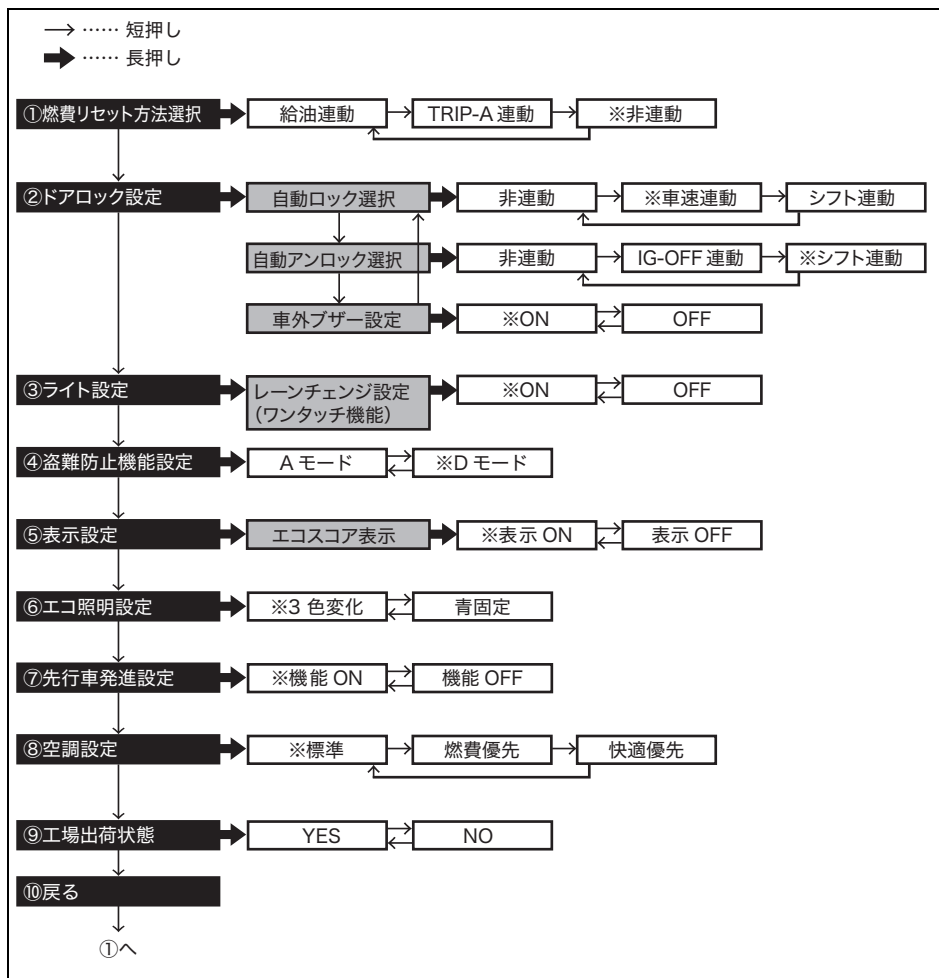 → …… 短押し
➡ …… 長押し
①燃費リセット方法選択 給油連動 TRIP-A 連動 ※非連動
②ドアロック設定 自動ロック選択 非連動 ※車速連動 シフト連動
自動アンロック選択 非連動 IG-OFF 連動 ※シフト連動
車外ブザー設定 ※ON OFF
③ライト設定 レーンチェンジ設定 ※ON OFF
(ワンタッチ機能)
④盗難防止機能設定 A モード ※D モード
⑤表示設定 エコスコア表示 ※表示 ON 表示 OFF
⑥エコ照明設定 ※3 色変化 青固定
⑦先行車発進設定 ※機能 ON 機能 OFF
⑧空調設定 ※標準 燃費優先 快適優先
⑨工場出荷状態 YES NO
⑩戻る
①へ